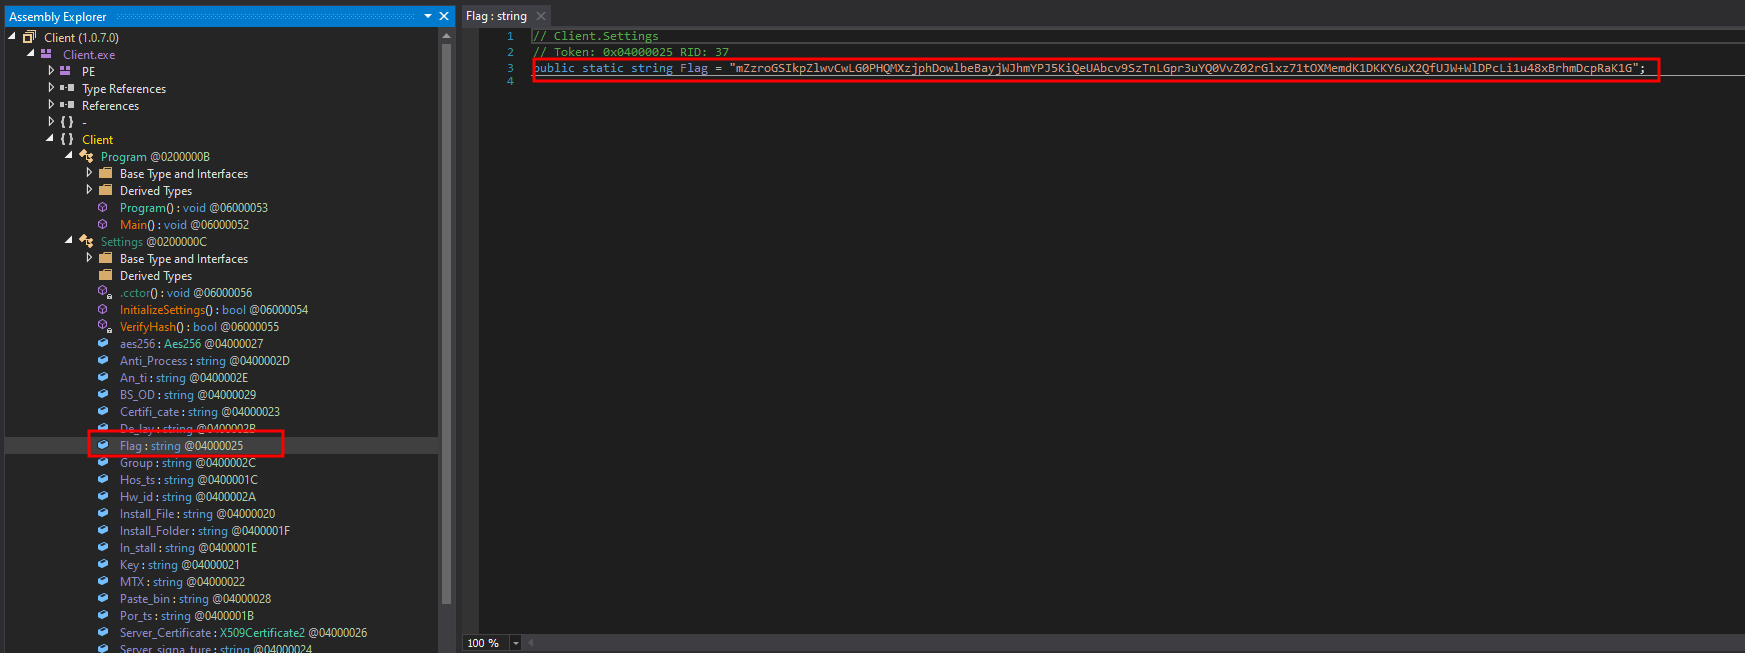 Assembly Explorer
Client (1.0.7.0)
Client.exe
PE
Type References
References
{ } -
{ } Client
Program @0200000B
Base Type and Interfaces
Derived Types
Program() : void @06000053
Main() : void @06000052
Settings @0200000C
Base Type and Interfaces
Derived Types
.cctor() : void @06000056
InitializeSettings() : bool @06000054
VerifyHash() : bool @06000055
aes256 : Aes256 @04000027
Anti_Process : string @0400002D
An_ti : string @0400002E
BS_OD : string @04000029
Certifi_cate : string @04000023
De_lay : string @0400002B
Flag : string @04000025
Group : string @0400002C
Hos_ts : string @0400001C
Hw_id : string @0400002A
Install_File : string @04000020
Install_Folder : string @0400001F
In_stall : string @0400001E
Key : string @04000021
MTX : string @04000022
Paste_bin : string @04000028
Por_ts : string @0400001B
Server_Certificate : X509Certificate2 @04000026
Server_signa_ture : string @04000024
Flag : string
1 // Client.Settings
2 // Token: 0x04000025 RID: 37
3 public static string Flag = "mZzroGSIkpZlwvCwLG0PHQMXzjphDowlbeBayjWJhmYPJ5KiQeUAbcv9SzTnLGpr3uYQ0VvZ02rGlxz71tOXMemdK1DKKY6uX2QfUJW+WlDPcLi1u48xBrhmDcpRaK1G";
4
100 %